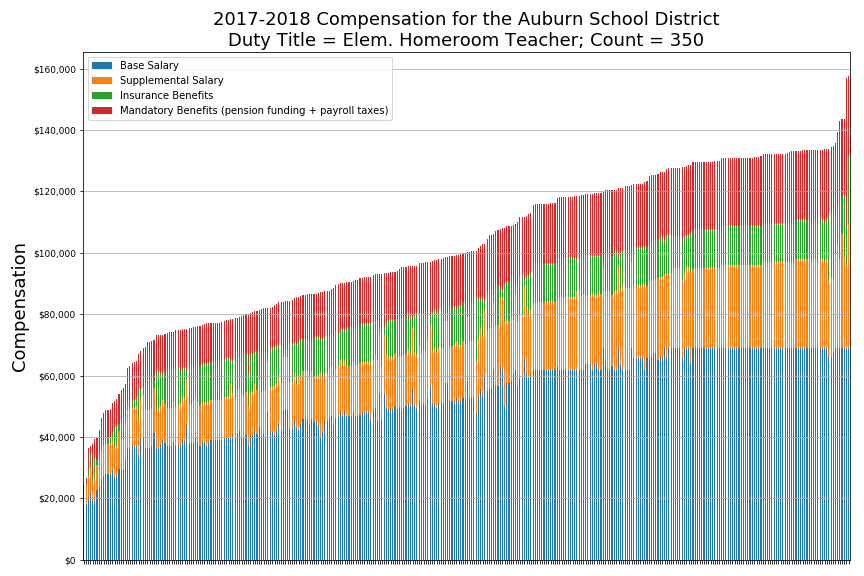 2017-2018 Compensation for the Auburn School District
Duty Title = Elem. Homeroom Teacher; Count = 350
Base Salary
Supplemental Salary
Insurance Benefits
Mandatory Benefits (pension funding + payroll taxes)
Compensation
$160,000
$140,000
$120,000
$100,000
$80,000
$60,000
$40,000
$20,000
$0